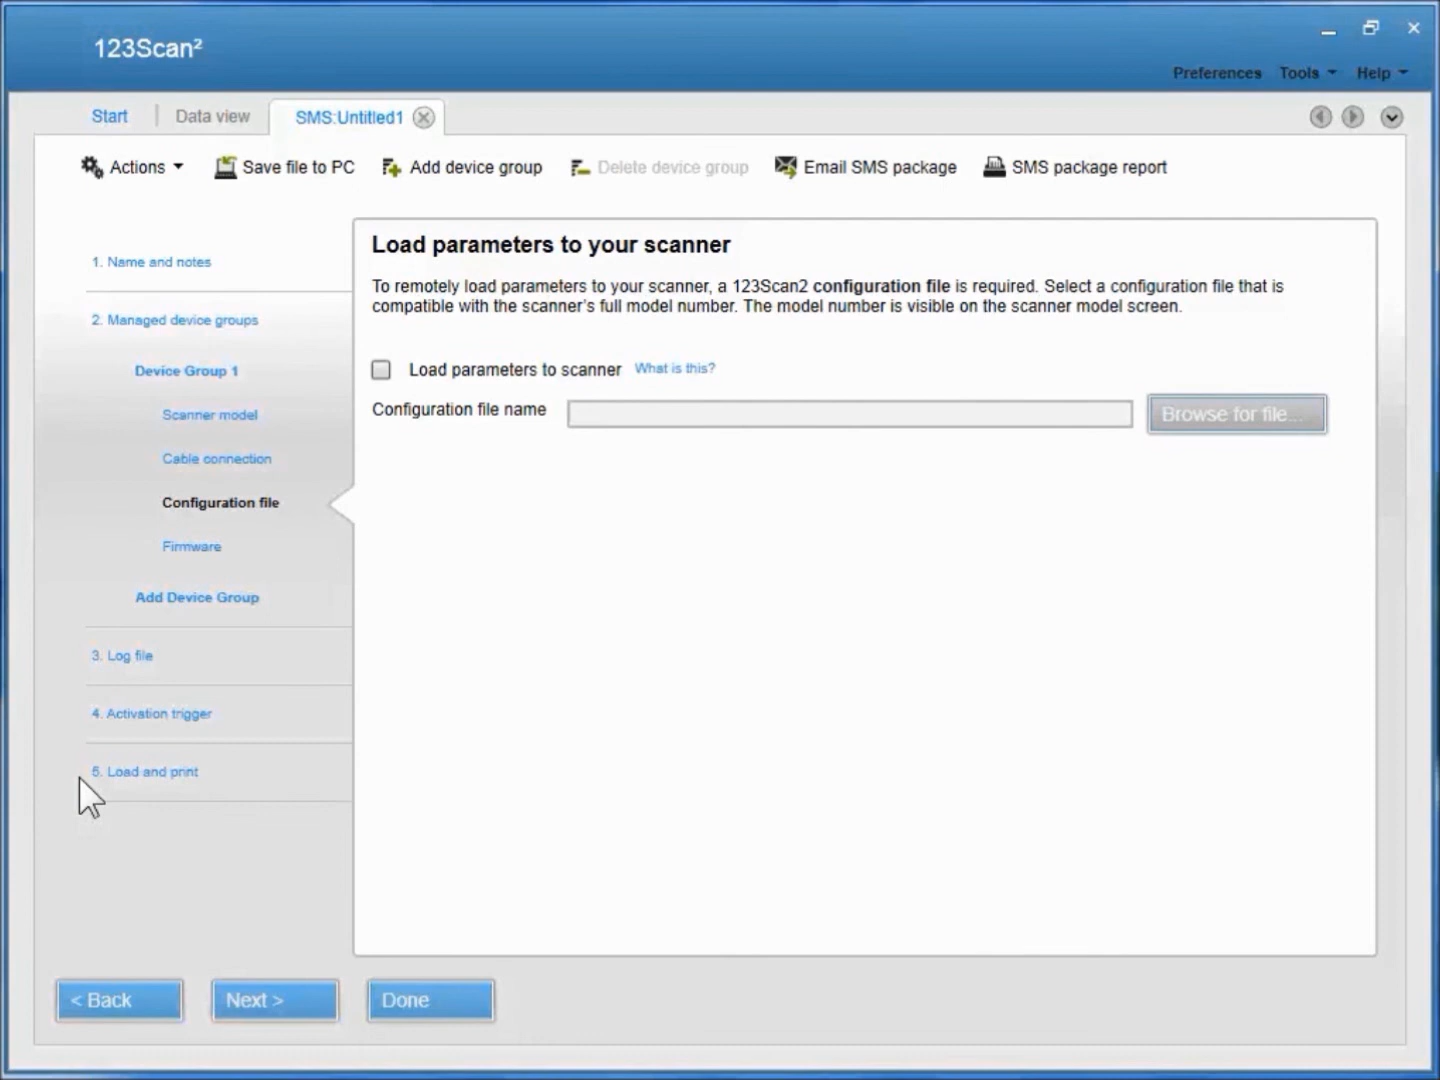 123Scan²
Preferences Tools Help
Start Data view SMS:Untitled1
Actions Save file to PC Add device group Delete device group Email SMS package SMS package report
1. Name and notes
2. Managed device groups
Device Group 1
Scanner model
Cable connection
Configuration file
Firmware
Add Device Group
3. Log file
4. Activation trigger
5. Load and print
Load parameters to your scanner
To remotely load parameters to your scanner, a 123Scan2 configuration file is required. Select a configuration file that is
compatible with the scanner's full model number. The model number is visible on the scanner model screen.
Load parameters to scanner What is this?
Configuration file name Browse for file...
< Back Next > Done